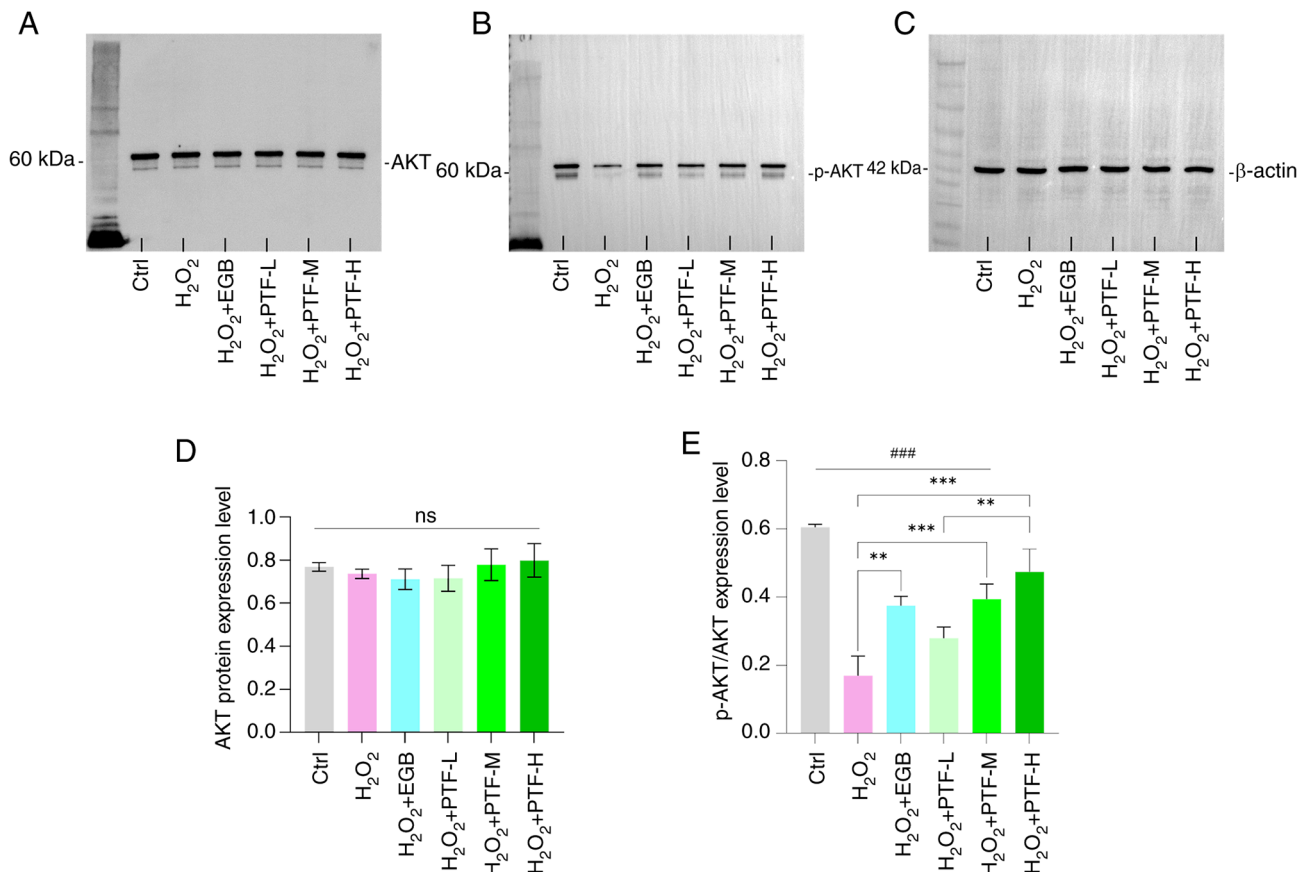 A
60 kDa
AKT
Ctrl
H₂O₂
H₂O₂+EGB
H₂O₂+PTF-L
H₂O₂+PTF-M
H₂O₂+PTF-H
B
60 kDa
p-AKT
Ctrl
H₂O₂
H₂O₂+EGB
H₂O₂+PTF-L
H₂O₂+PTF-M
H₂O₂+PTF-H
C
42 kDa
β-actin
Ctrl
H₂O₂
H₂O₂+EGB
H₂O₂+PTF-L
H₂O₂+PTF-M
H₂O₂+PTF-H
D
AKT protein expression level
1.0
0.8
0.6
0.4
0.2
0.0
ns
Ctrl
H₂O₂
H₂O₂+EGB
H₂O₂+PTF-L
H₂O₂+PTF-M
H₂O₂+PTF-H
E
p-AKT/AKT expression level
0.8
0.6
0.4
0.2
0.0
###
***
**
***
**
Ctrl
H₂O₂
H₂O₂+EGB
H₂O₂+PTF-L
H₂O₂+PTF-M
H₂O₂+PTF-H